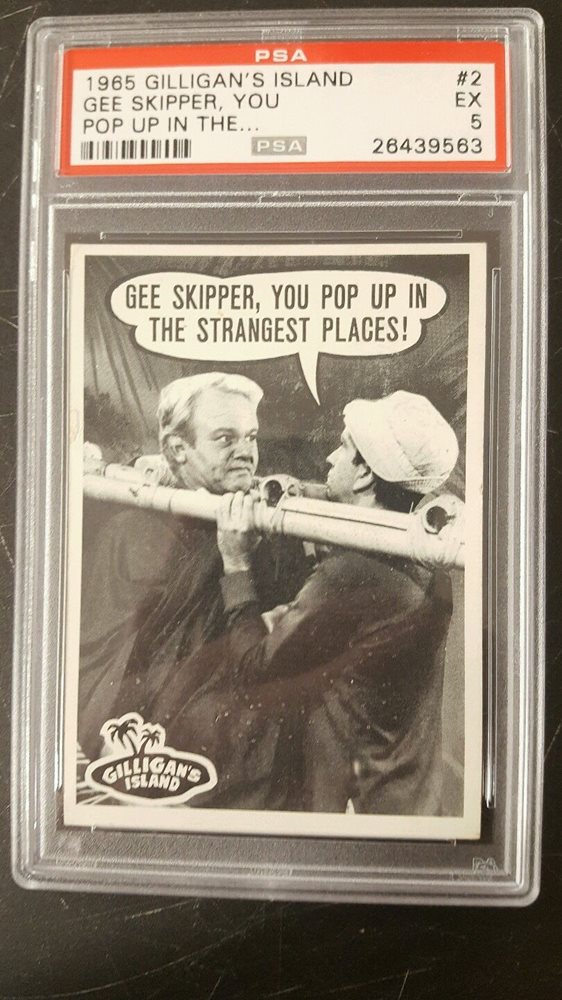 PSA
1965 GILLIGAN'S ISLAND #2
GEE SKIPPER, YOU EX
POP UP IN THE... 5
PSA 26439563
GEE SKIPPER, YOU POP UP IN
THE STRANGEST PLACES!
GILLIGAN'S
ISLAND